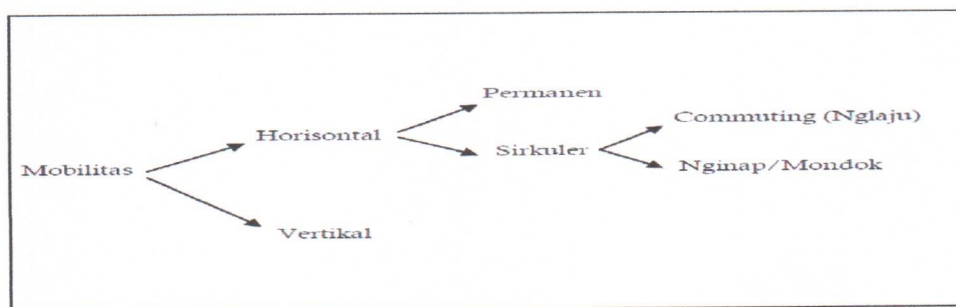 Permanen
Commuting (Nglaju)
Horisontal
Sirkuler
Mobilitas
Nginap/Mondok
Vertikal